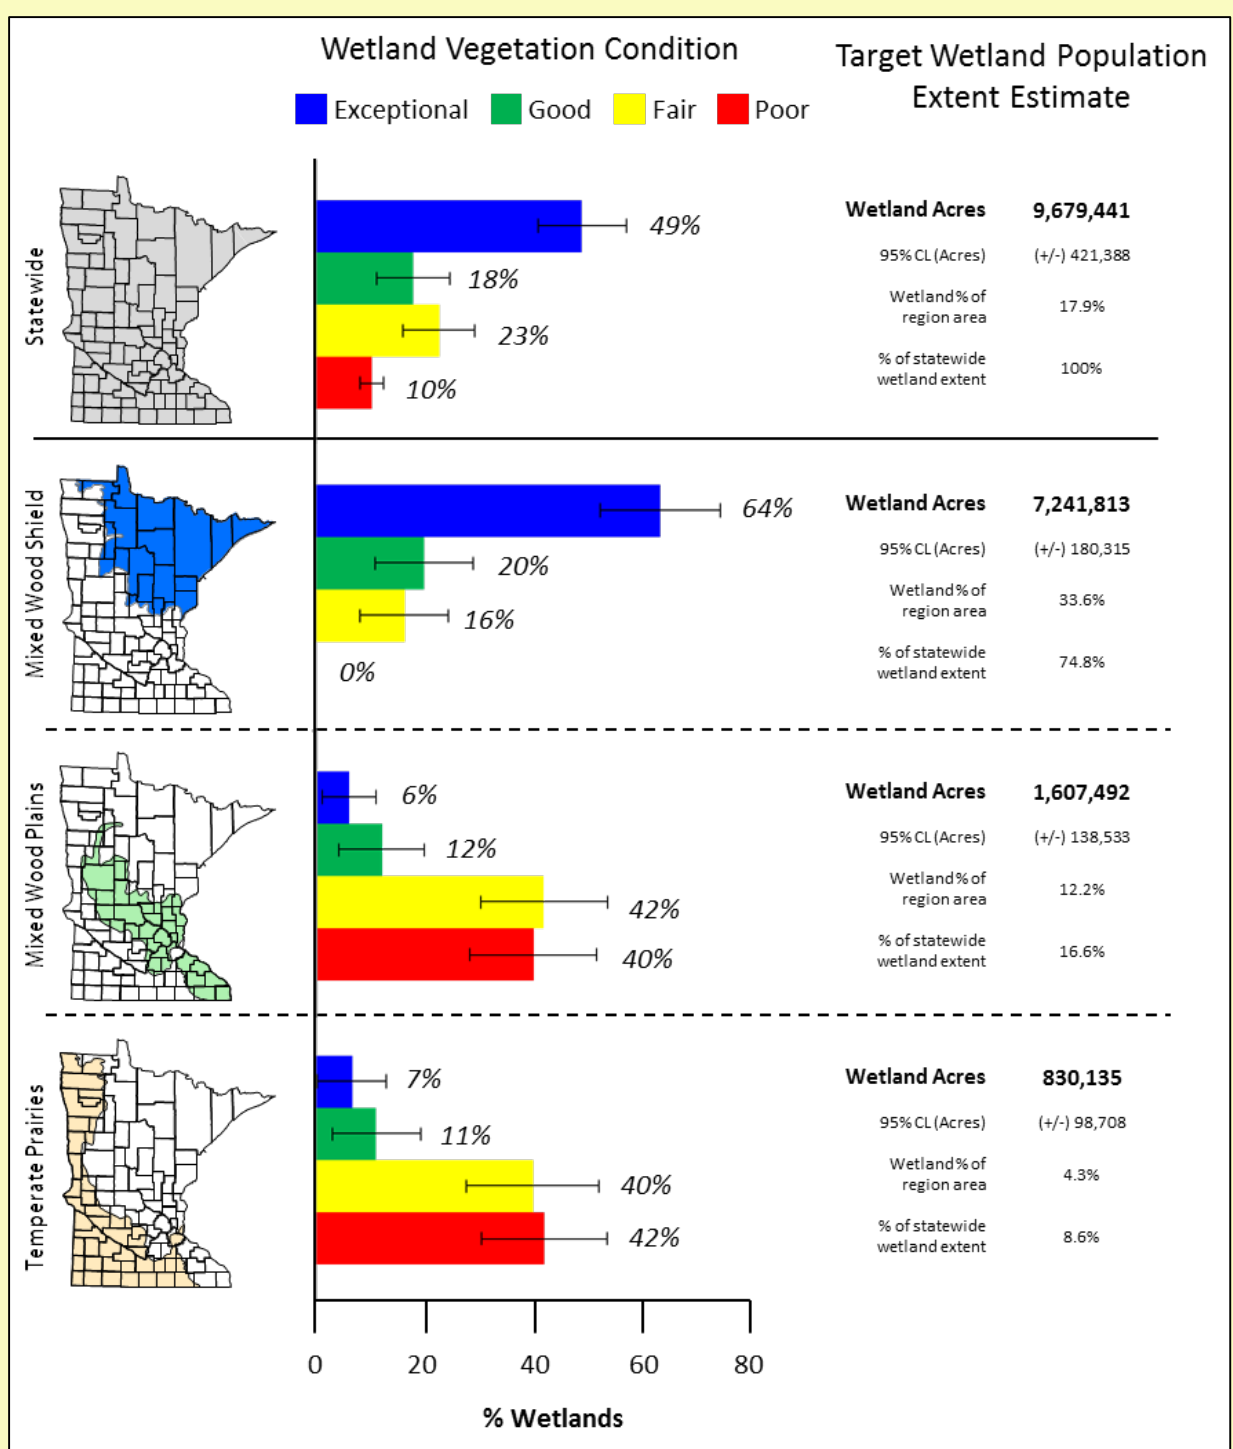 Wetland Vegetation Condition
Target Wetland Population
Extent Estimate
Exceptional Good Fair Poor
Statewide
49%
18%
23%
10%
Wetland Acres 9,679,441
95% CL (Acres) (+/-) 421,388
Wetland % of
region area
17.9%
% of statewide
wetland extent
100%
Mixed Wood Shield
64%
20%
16%
0%
Wetland Acres 7,241,813
95% CL (Acres) (+/-) 180,315
Wetland % of
region area
33.6%
% of statewide
wetland extent
74.8%
Mixed Wood Plains
6%
12%
42%
40%
Wetland Acres 1,607,492
95% CL (Acres) (+/-) 138,533
Wetland % of
region area
12.2%
% of statewide
wetland extent
16.6%
Temperate Prairies
7%
11%
40%
42%
Wetland Acres 830,135
95% CL (Acres) (+/-) 98,708
Wetland % of
region area
4.3%
% of statewide
wetland extent
8.6%
0 20 40 60 80
% Wetlands